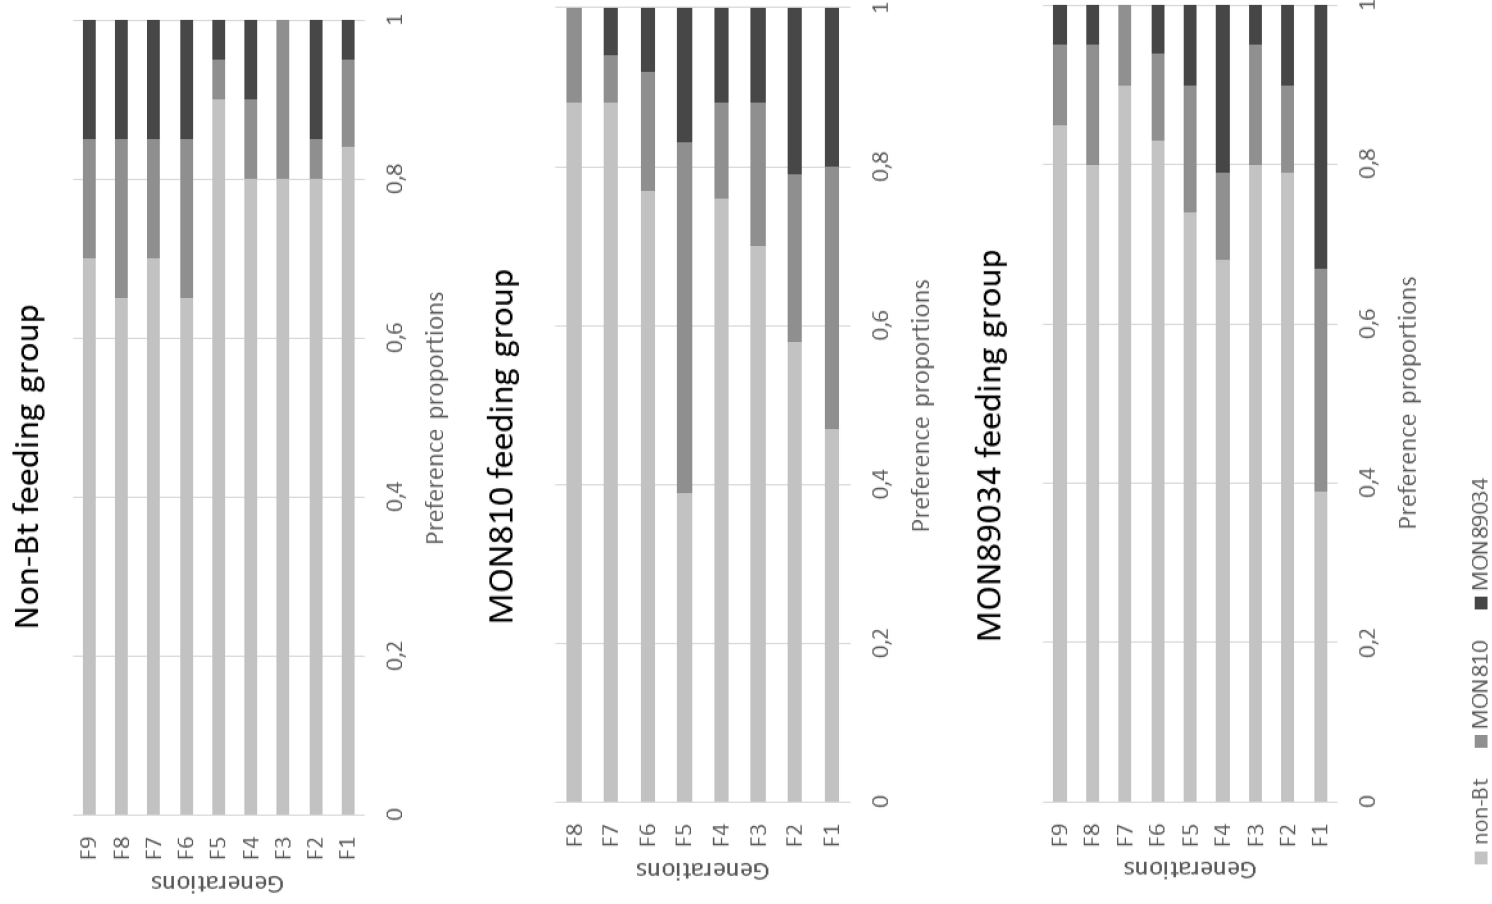 Non-Bt feeding group
Generations
F9
F8
F7
F6
F5
F4
F3
F2
F1
0
0,2
0,4
0,6
0,8
1
Preference proportions
MON810 feeding group
Generations
F8
F7
F6
F5
F4
F3
F2
F1
0
0,2
0,4
0,6
0,8
1
Preference proportions
MON89034 feeding group
Generations
F9
F8
F7
F6
F5
F4
F3
F2
F1
0
0,2
0,4
0,6
0,8
1
Preference proportions
non-Bt MON810 MON89034